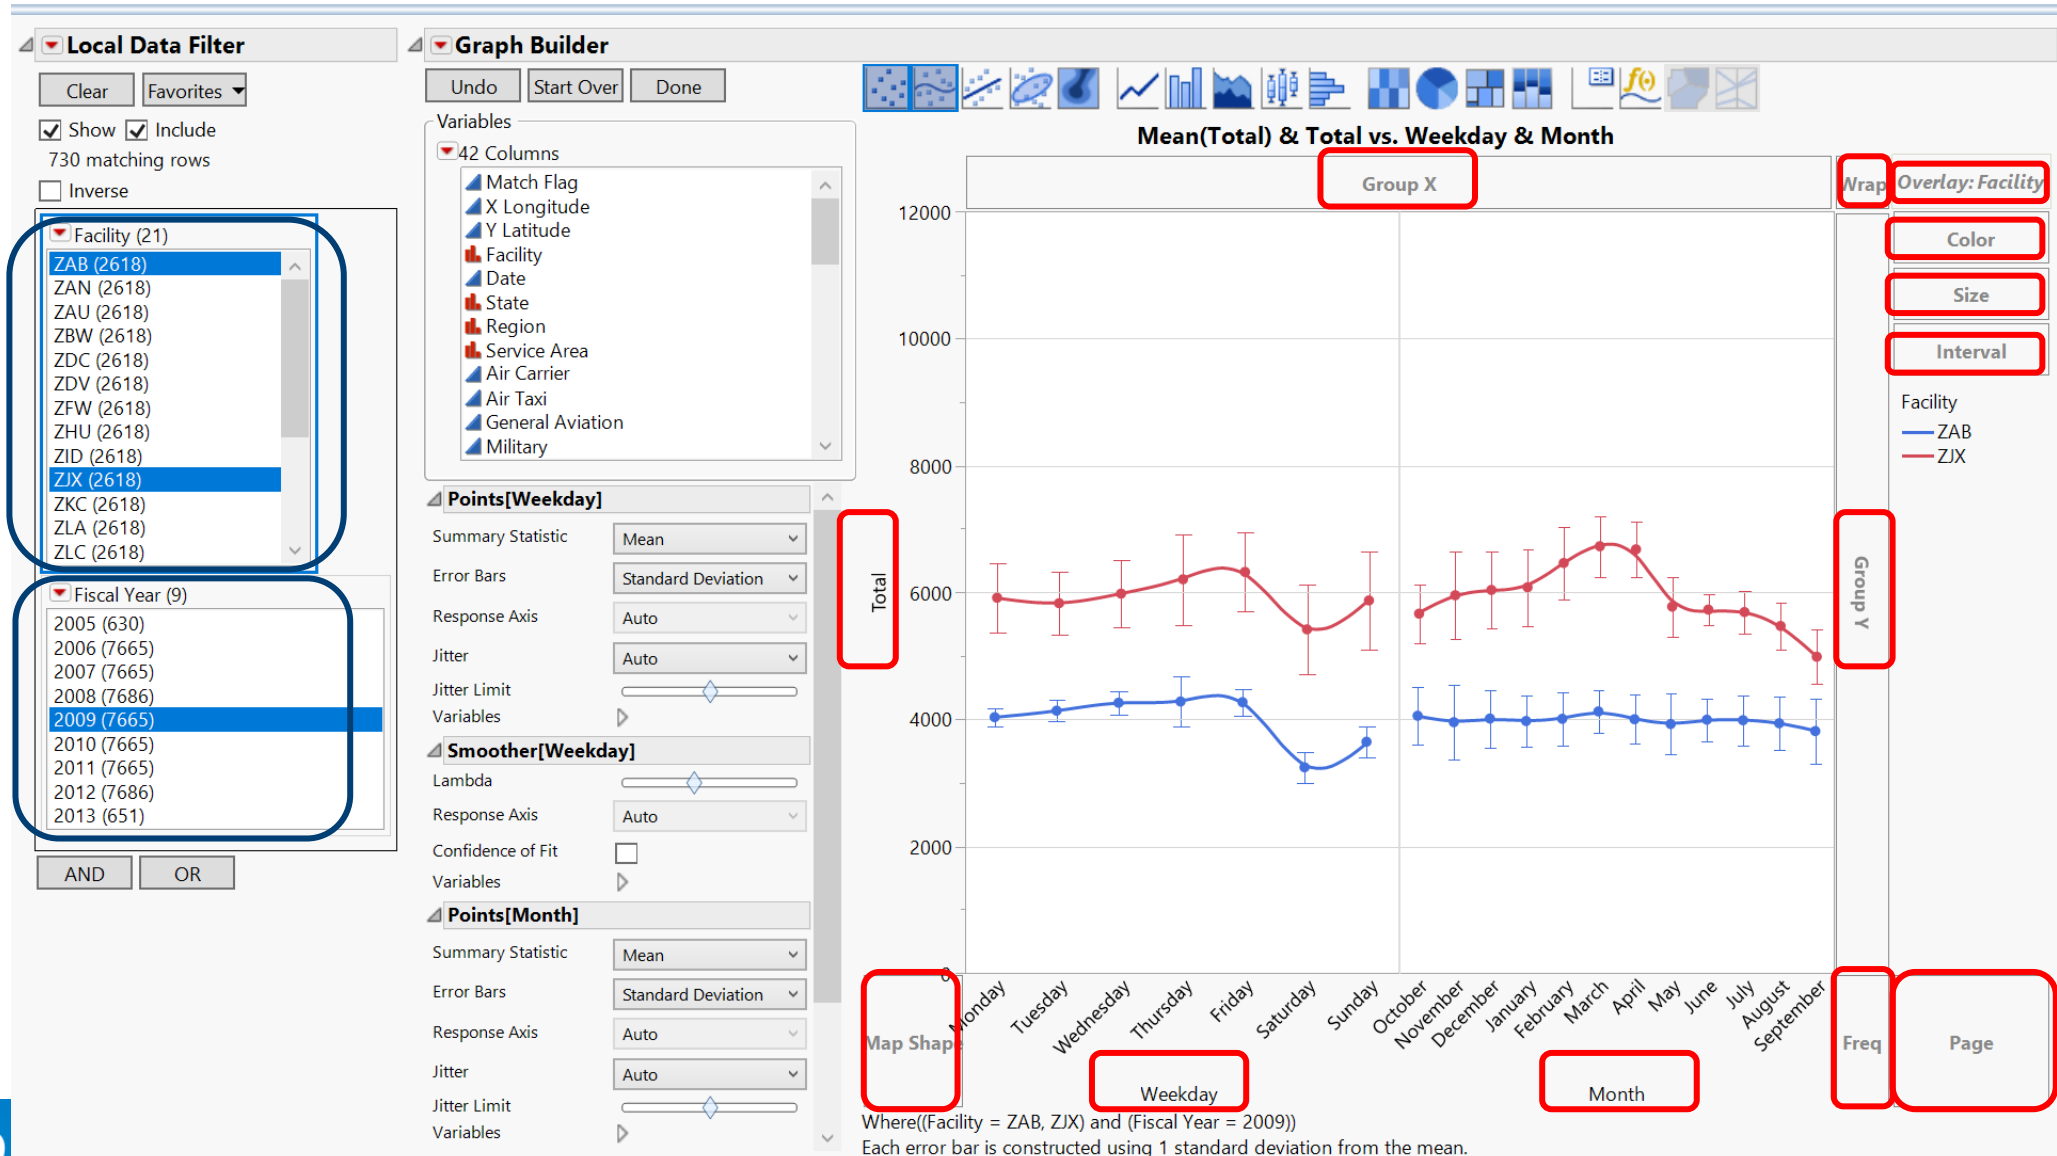 Local Data Filter
Clear
Favorites
Show
Include
730 matching rows
Inverse
Facility (21)
ZAB (2618)
ZAN (2618)
ZAU (2618)
ZBW (2618)
ZDC (2618)
ZDV (2618)
ZFW (2618)
ZHU (2618)
ZID (2618)
ZJX (2618)
ZKC (2618)
ZLA (2618)
ZLC (2618)
Fiscal Year (9)
2005 (630)
2006 (7665)
2007 (7665)
2008 (7686)
2009 (7665)
2010 (7665)
2011 (7665)
2012 (7686)
2013 (651)
AND
OR
Graph Builder
Undo
Start Over
Done
Variables
42 Columns
Match Flag
X Longitude
Y Latitude
Facility
Date
State
Region
Service Area
Air Carrier
Air Taxi
General Aviation
Military
Points[Weekday]
Summary Statistic
Mean
Error Bars
Standard Deviation
Response Axis
Auto
Jitter
Auto
Jitter Limit
Variables
Smoother[Weekday]
Lambda
Response Axis
Auto
Confidence of Fit
Variables
Points[Month]
Summary Statistic
Mean
Error Bars
Standard Deviation
Response Axis
Auto
Jitter
Auto
Jitter Limit
Variables
Mean(Total) & Total vs. Weekday & Month
Group X
Wrap
Overlay: Facility
Color
Size
Interval
Facility
ZAB
ZJX
12000
10000
8000
6000
4000
2000
0
Total
Group Y
Monday
Tuesday
Wednesday
Thursday
Friday
Saturday
Sunday
October
November
December
January
February
March
April
May
June
July
August
September
Map Shape
Weekday
Month
Freq
Page
Where((Facility = ZAB, ZJX) and (Fiscal Year = 2009))
Each error bar is constructed using 1 standard deviation from the mean.